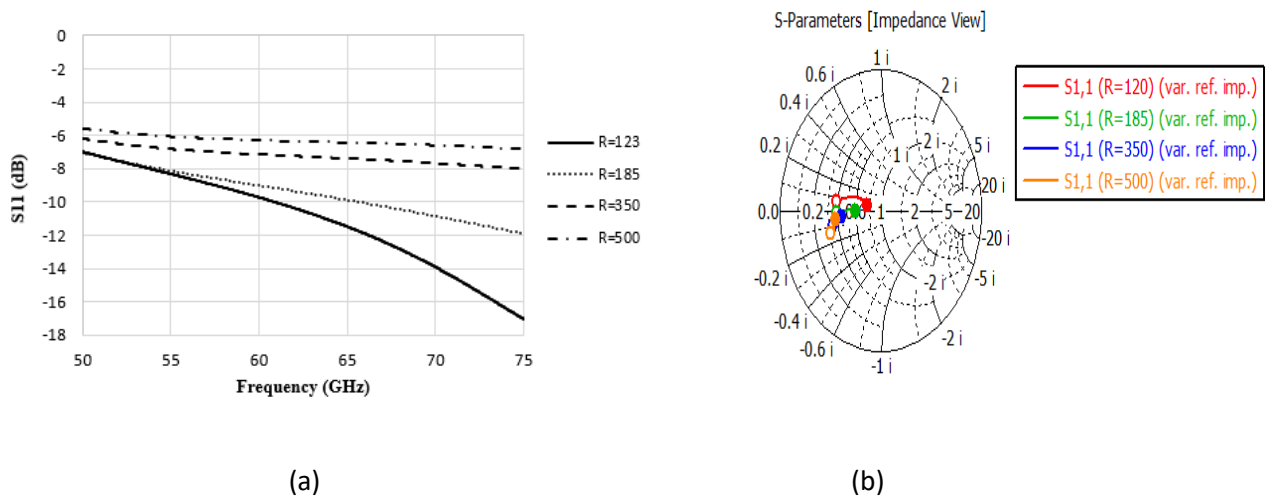 0
-2
-4
-6
-8
-10
-12
-14
-16
-18
S11 (dB)
50 55 60 65 70 75
Frequency (GHz)
R=123
R=185
R=350
R=500
(a)
S-Parameters [Impedance View]
1 i
0.6 i
2 i
0.4 i
0.2 i
2 i
1 i
5 i
20 i
0.0 0.2 1 2 5 20
-20 i
-0.2 i
-2 i
-5 i
-0.4 i
-0.6 i
-2 i
-1 i
S1,1 (R=120) (var. ref. imp.)
S1,1 (R=185) (var. ref. imp.)
S1,1 (R=350) (var. ref. imp.)
S1,1 (R=500) (var. ref. imp.)
(b)